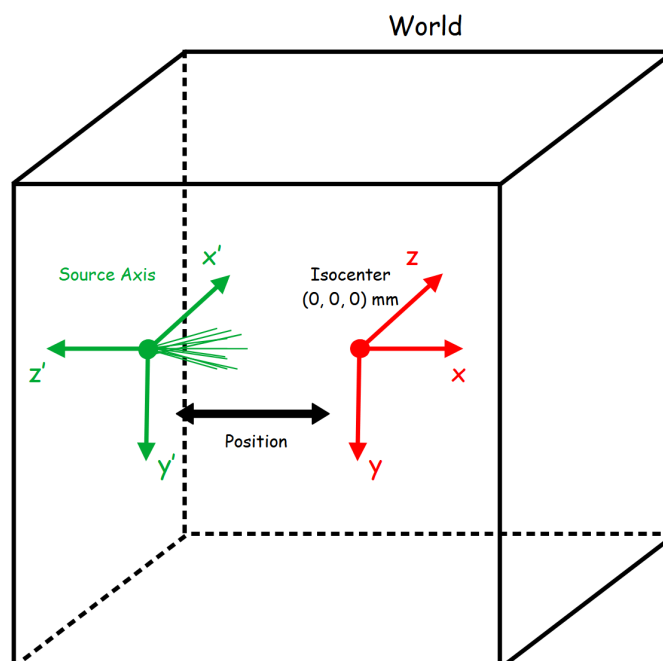 World
Source Axis
x'
Isocenter
(0, 0, 0) mm
z
z'
x
Position
y'
y